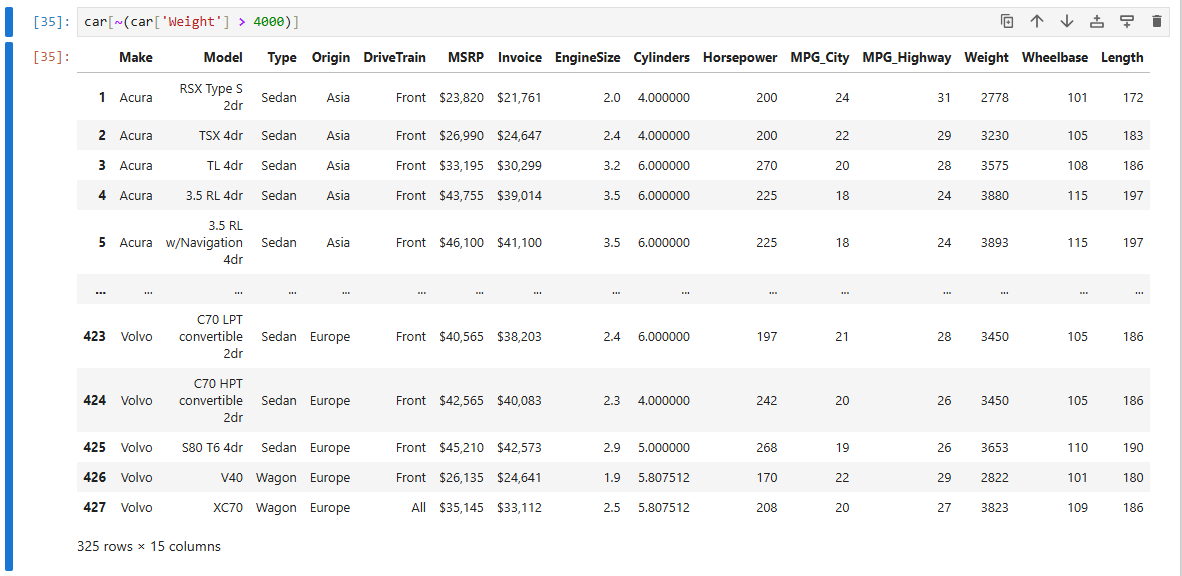 [35]: car[~(car['Weight'] > 4000)]
[35]: Make Model Type Origin DriveTrain MSRP Invoice EngineSize Cylinders Horsepower MPG_City MPG_Highway Weight Wheelbase Length
1 Acura RSX Type S 2dr Sedan Asia Front $23,820 $21,761 2.0 4.000000 200 24 31 2778 101 172
2 Acura TSX 4dr Sedan Asia Front $26,990 $24,647 2.4 4.000000 200 22 29 3230 105 183
3 Acura TL 4dr Sedan Asia Front $33,195 $30,299 3.2 6.000000 270 20 28 3575 108 186
4 Acura 3.5 RL 4dr Sedan Asia Front $43,755 $39,014 3.5 6.000000 225 18 24 3880 115 197
5 Acura 3.5 RL w/Navigation 4dr Sedan Asia Front $46,100 $41,100 3.5 6.000000 225 18 24 3893 115 197
... ... ... ... ... ... ... ... ... ... ... ... ... ... ... ...
423 Volvo C70 LPT convertible 2dr Sedan Europe Front $40,565 $38,203 2.4 6.000000 197 21 28 3450 105 186
424 Volvo C70 HPT convertible 2dr Sedan Europe Front $42,565 $40,083 2.3 4.000000 242 20 26 3450 105 186
425 Volvo S80 T6 4dr Sedan Europe Front $45,210 $42,573 2.9 5.000000 268 19 26 3653 110 190
426 Volvo V40 Wagon Europe Front $26,135 $24,641 1.9 5.807512 170 22 29 2822 101 180
427 Volvo XC70 Wagon Europe All $35,145 $33,112 2.5 5.807512 208 20 27 3823 109 186
325 rows × 15 columns